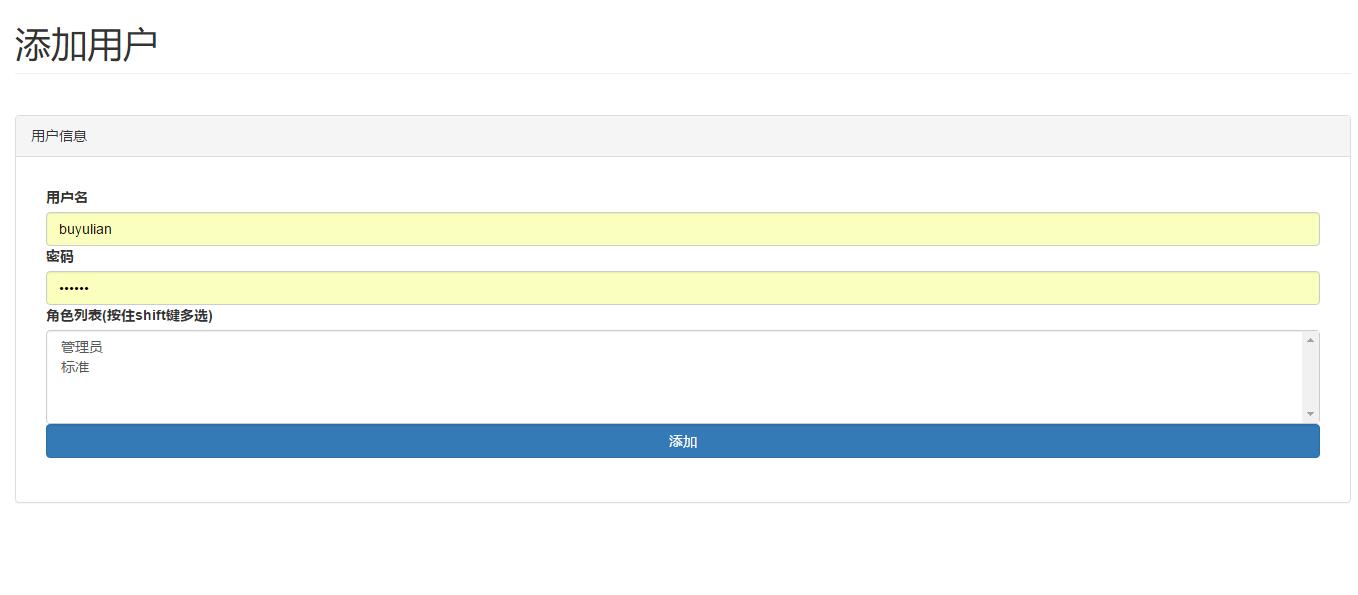 添加用户
用户信息
用户名
buyulian
密码
••••••
角色列表(按住shift键多选)
管理员
标准
添加